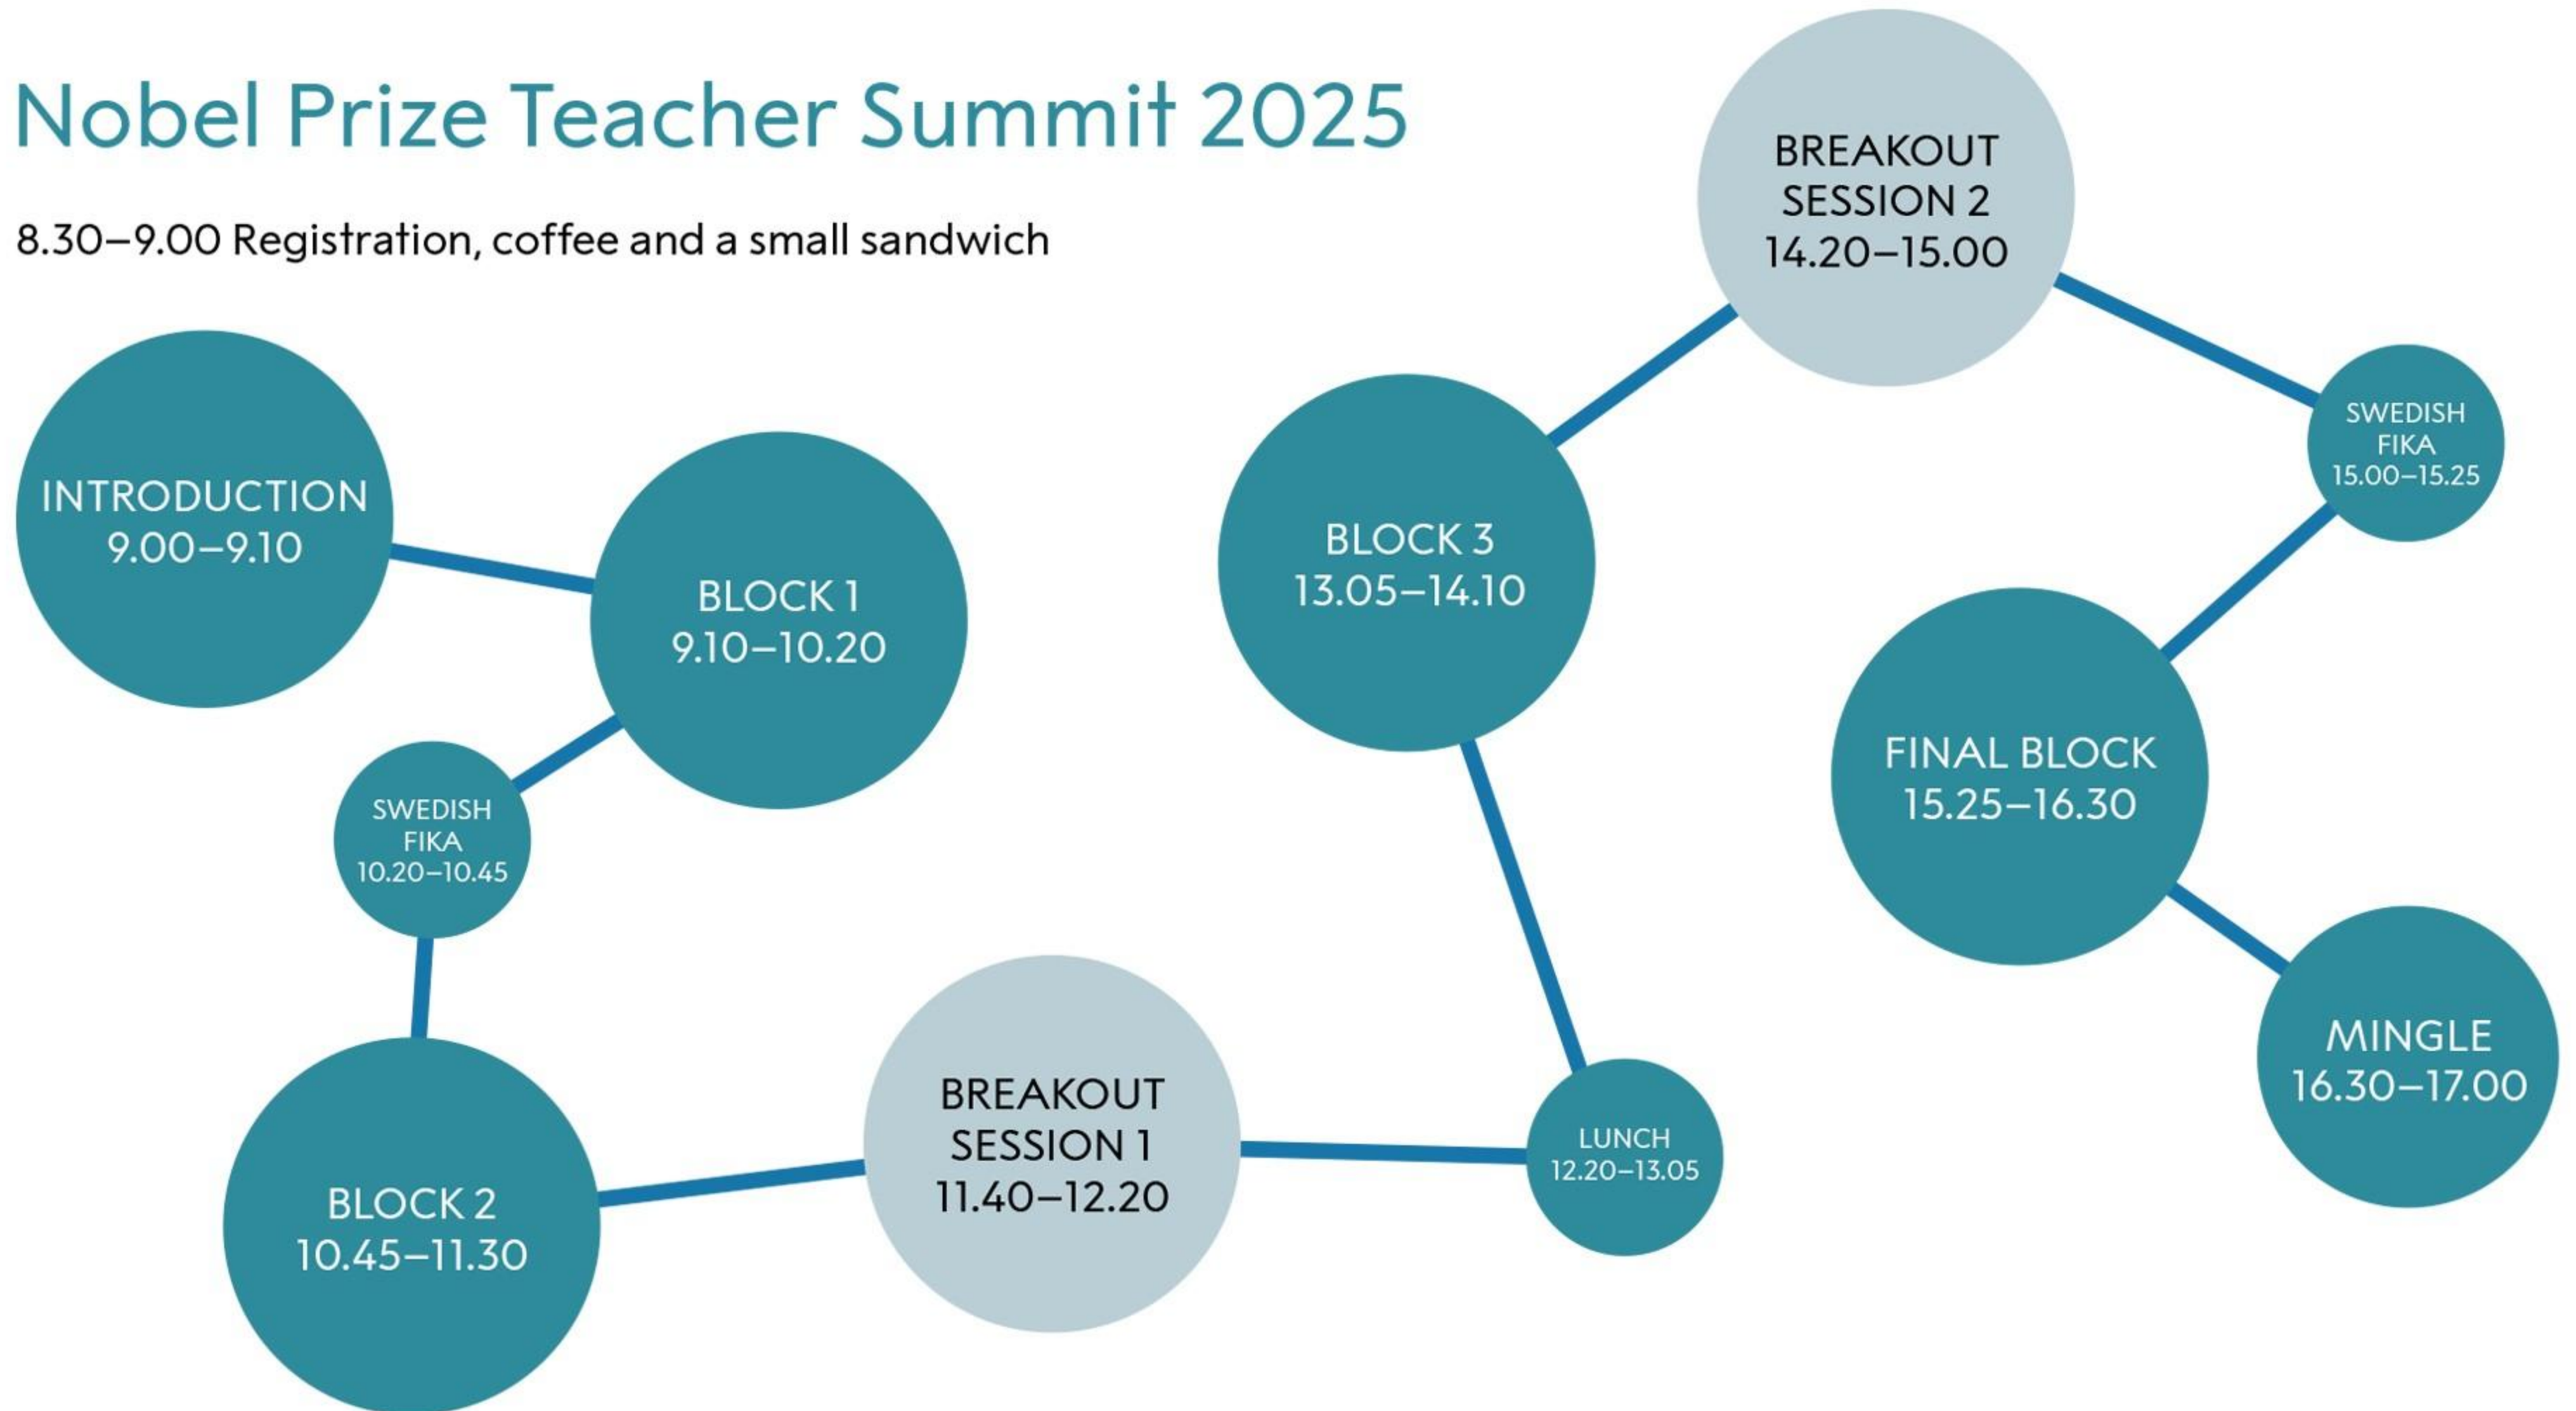 Nobel Prize Teacher Summit 2025
8.30–9.00 Registration, coffee and a small sandwich
INTRODUCTION
9.00–9.10
BLOCK 1
9.10–10.20
SWEDISH
FIKA
10.20–10.45
BLOCK 2
10.45–11.30
BREAKOUT
SESSION 1
11.40–12.20
LUNCH
12.20–13.05
BLOCK 3
13.05–14.10
BREAKOUT
SESSION 2
14.20–15.00
SWEDISH
FIKA
15.00–15.25
FINAL BLOCK
15.25–16.30
MINGLE
16.30–17.00